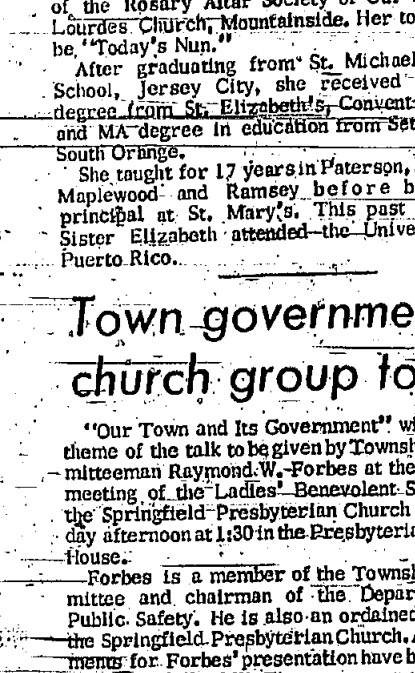 of the Rosary Altar Society of Our
Lourdes Church, Mountainside. Her to
be, "Today's Nun."
After graduating from St. Michael
School, Jersey City, she received
degree from St. Elizabeth's, Convent
and MA degree in education from Set
South Orange.
She taught for 17 years in Paterson,
Maplewood and Ramsey before b
principal at St. Mary's. This past
Sister Elizabeth attended the Unive
Puerto Rico.
Town governme
church group to
"Our Town and Its Government" wi
theme of the talk to be given by Townsh
mitteeman Raymond W. Forbes at the
meeting of the Ladies' Benevolent S
the Springfield Presbyterian Church
day afternoon at 1:30 in the Presbyteria
House.
Forbes is a member of the Townsh
mittee and chairman of the Depar
Public Safety. He is also an ordained
the Springfield Presbyterian Church. A
ments for Forbes' presentation have b